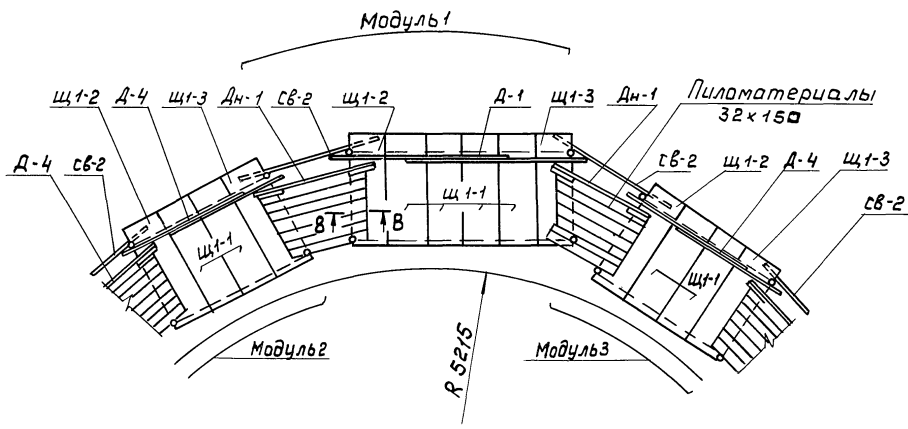 Модуль1
Щ1-2 Д-4 Щ1-3 Дн-1 СВ-2 Щ1-2 Д-1 Щ1-3 Дн-1 Пиломатериалы
32×150
Д-4 СВ-2 СВ-2 Щ1-2 Д-4 Щ1-3
СВ-2
Щ1-1
В В
Щ1-1
Щ1-1
Модуль2
R 5215
Модуль3